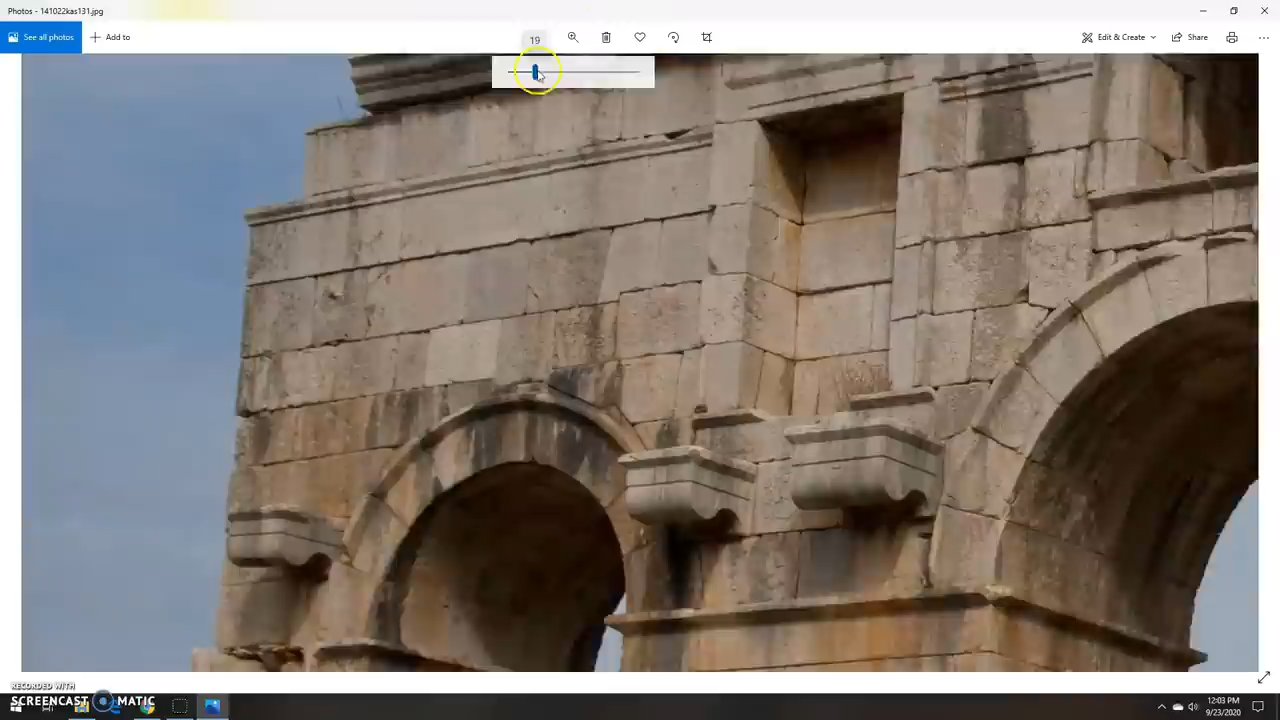 Photos - 141022kas131.jpg
See all photos
Add to
19
Edit & Create
Share
RECORDED WITH
SCREENCAST MATIC
12:03 PM
9/23/2020